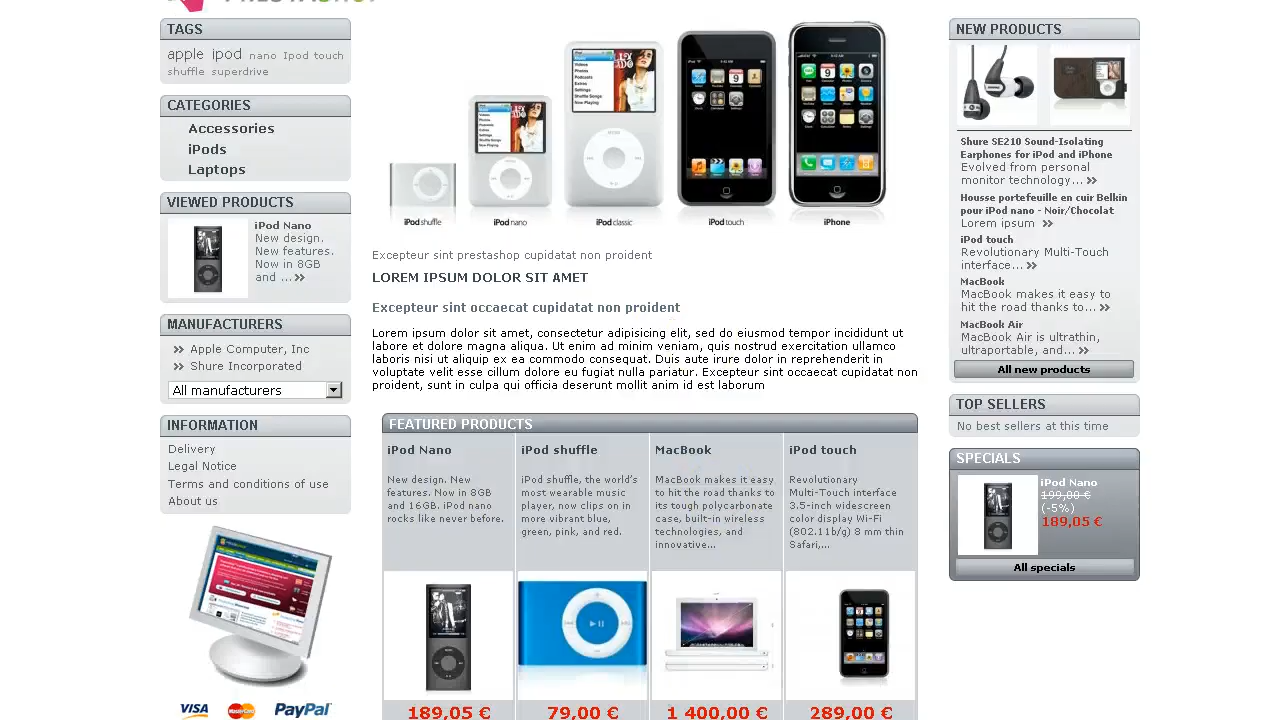 TAGS
apple ipod nano Ipod touch
shuffle superdrive
CATEGORIES
Accessories
iPods
Laptops
VIEWED PRODUCTS
iPod Nano
New design.
New features.
Now in 8GB
and ...
MANUFACTURERS
Apple Computer, Inc
Shure Incorporated
All manufacturers
INFORMATION
Delivery
Legal Notice
Terms and conditions of use
About us
VISA MasterCard PayPal
iPod shuffle iPod nano iPod classic iPod touch iPhone
Excepteur sint prestashop cupidatat non proident
LOREM IPSUM DOLOR SIT AMET
Excepteur sint occaecat cupidatat non proident
Lorem ipsum dolor sit amet, consectetur adipisicing elit, sed do eiusmod tempor incididunt ut
labore et dolore magna aliqua. Ut enim ad minim veniam, quis nostrud exercitation ullamco
laboris nisi ut aliquip ex ea commodo consequat. Duis aute irure dolor in reprehenderit in
voluptate velit esse cillum dolore eu fugiat nulla pariatur. Excepteur sint occaecat cupidatat non
proident, sunt in culpa qui officia deserunt mollit anim id est laborum
FEATURED PRODUCTS
iPod Nano
New design. New
features. Now in 8GB
and 16GB. iPod nano
rocks like never before.
189,05 €
iPod shuffle
iPod shuffle, the world's
most wearable music
player, now clips on in
more vibrant blue,
green, pink, and red.
79,00 €
MacBook
MacBook makes it easy
to hit the road thanks to
its tough polycarbonate
case, built-in wireless
technologies, and
innovative...
1 400,00 €
iPod touch
Revolutionary
Multi-Touch interface
3.5-inch widescreen
color display Wi-Fi
(802.11b/g) 8 mm thin
Safari,...
289,00 €
NEW PRODUCTS
Shure SE210 Sound-Isolating
Earphones for iPod and iPhone
Evolved from personal
monitor technology...
Housse portefeuille en cuir Belkin
pour iPod nano - Noir/Chocolat
Lorem ipsum
iPod touch
Revolutionary Multi-Touch
interface...
MacBook
MacBook makes it easy to
hit the road thanks to...
MacBook Air
MacBook Air is ultrathin,
ultraportable, and...
All new products
TOP SELLERS
No best sellers at this time
SPECIALS
iPod Nano
199,00 €
(-5%)
189,05 €
All specials